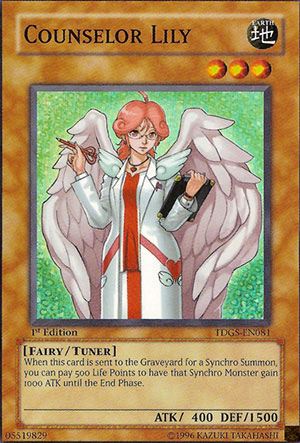 COUNSELOR LILY
EARTH
地
1st Edition
TDGS-EN081
[FAIRY/TUNER]
When this card is sent to the Graveyard for a Synchro Summon,
you can pay 500 Life Points to have that Synchro Monster gain
1000 ATK until the End Phase.
ATK/ 400 DEF/1500
05519829
©1996 KAZUKI TAKAHASHI